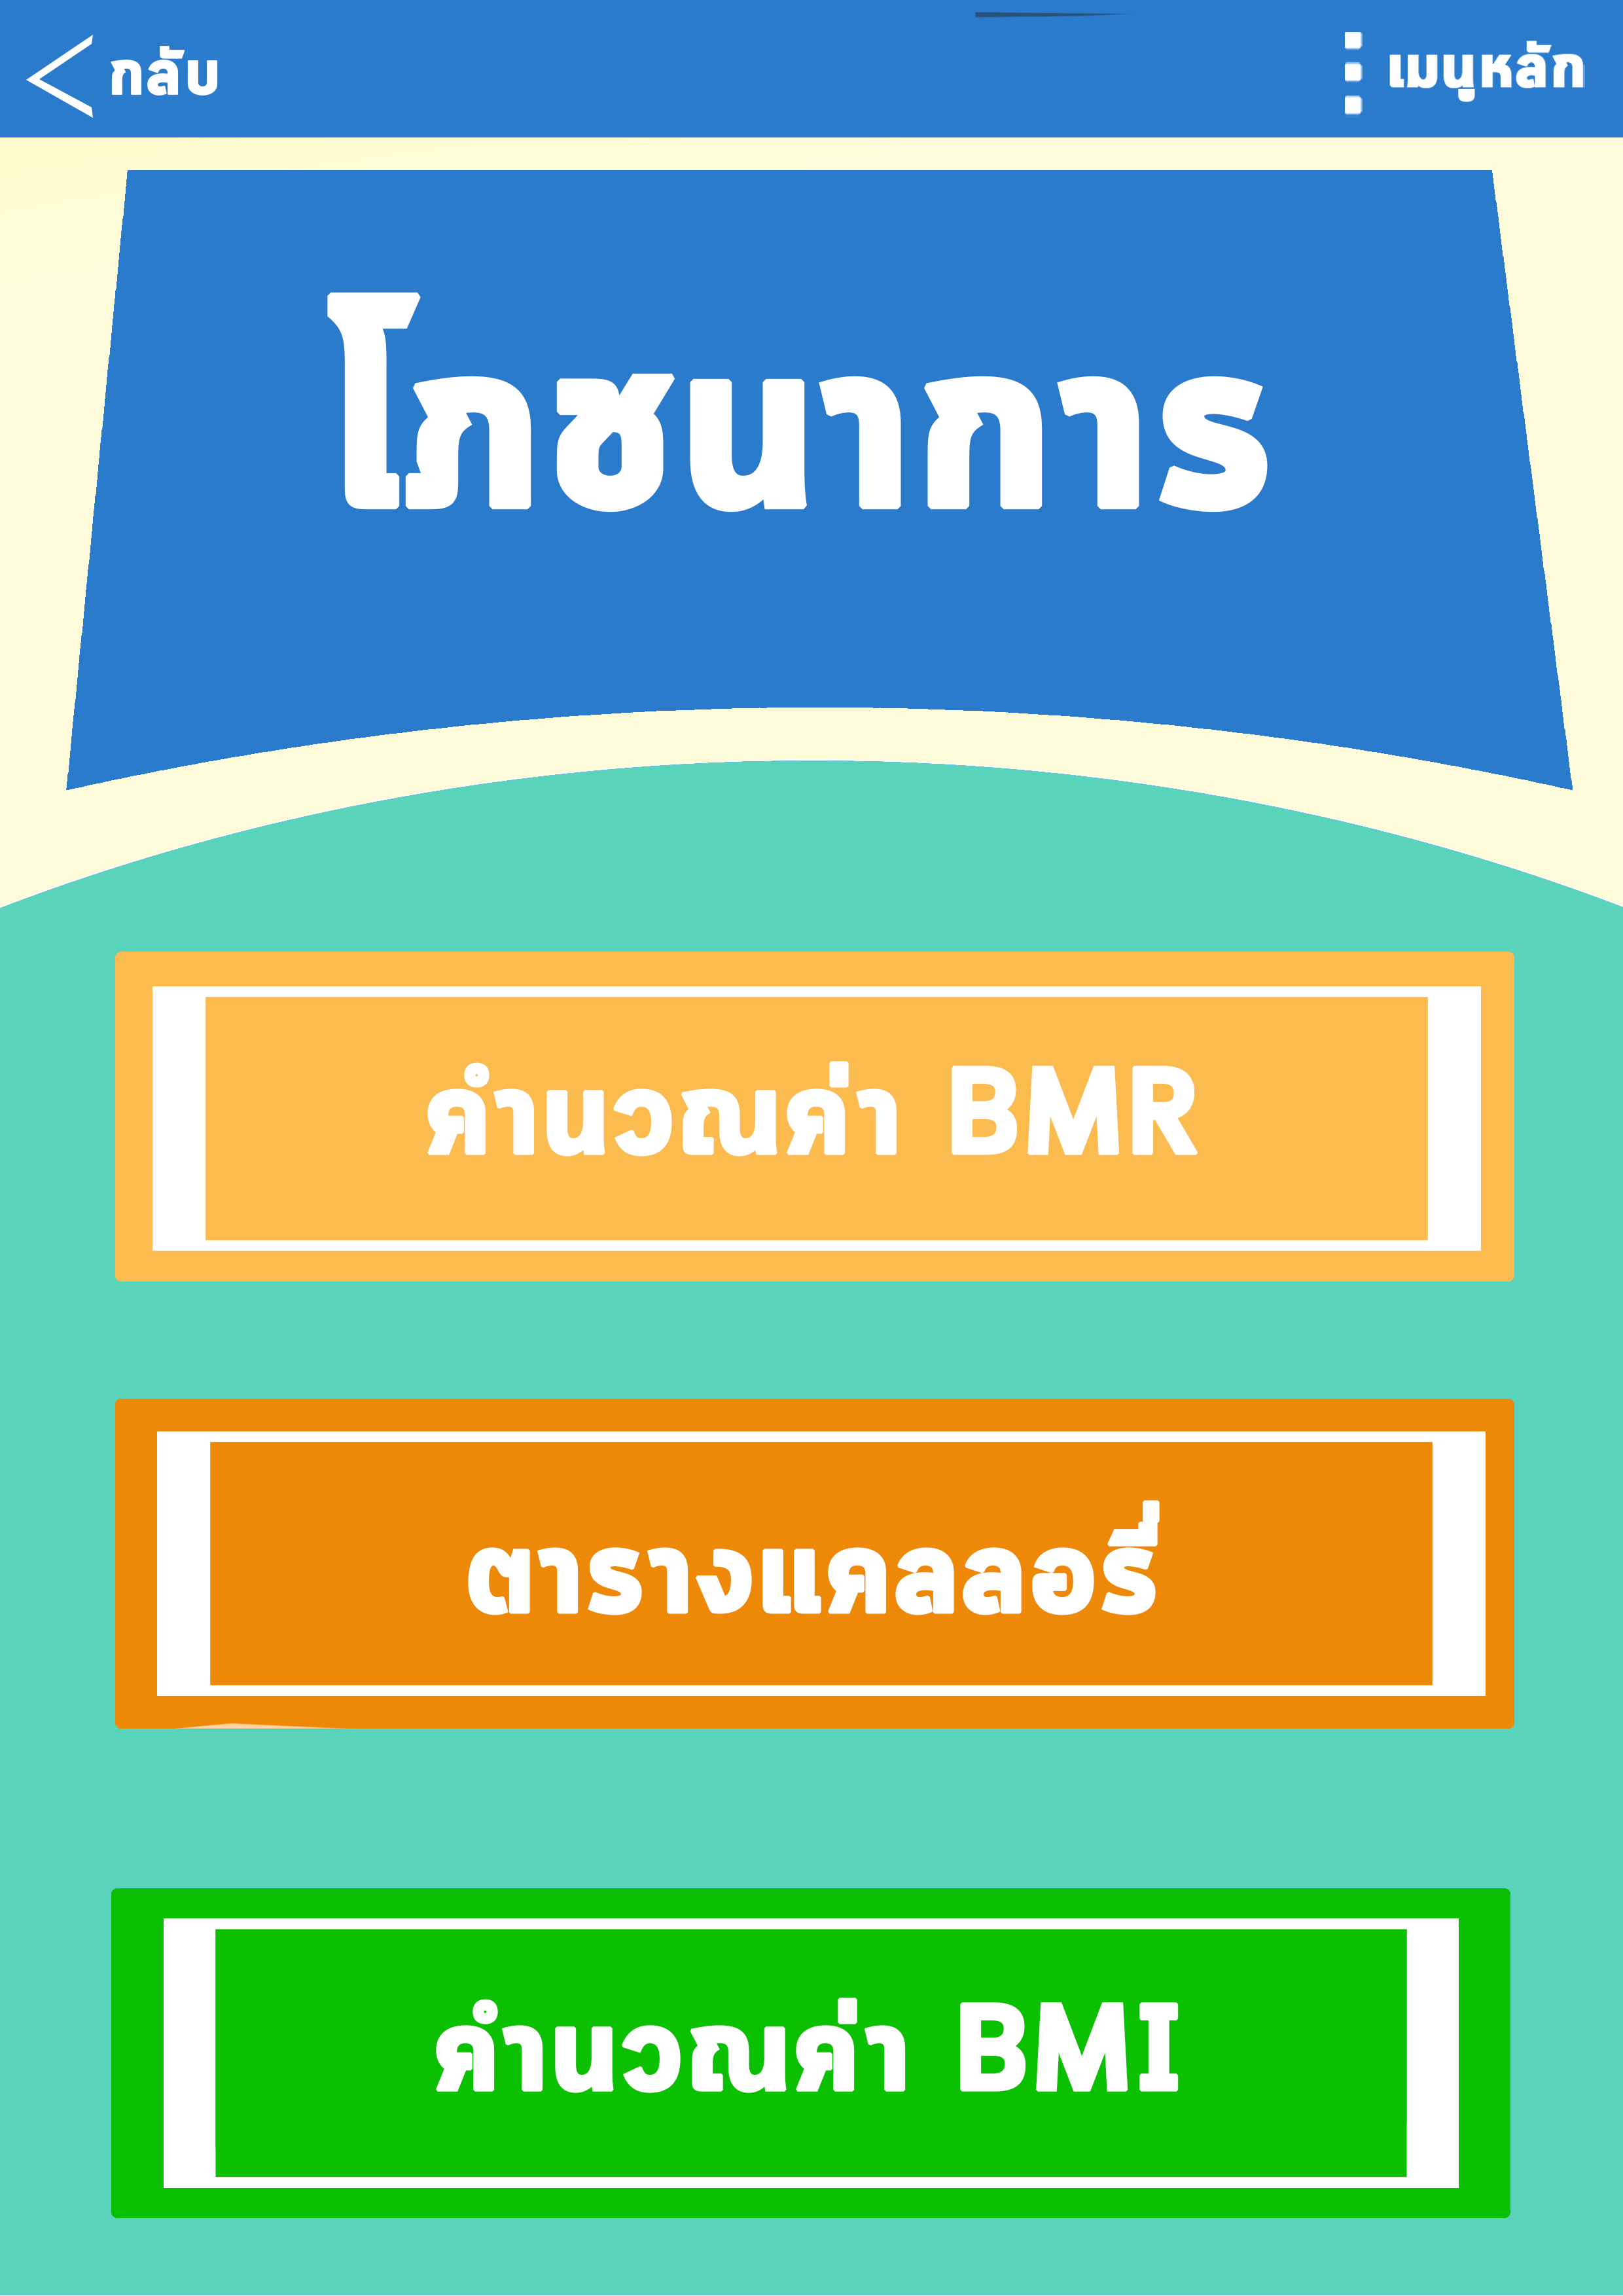 กลับ
เมนูหลัก
โภชนาการ
คำนวณค่า BMR
ตารางแคลลอรี่
คำนวณค่า BMI